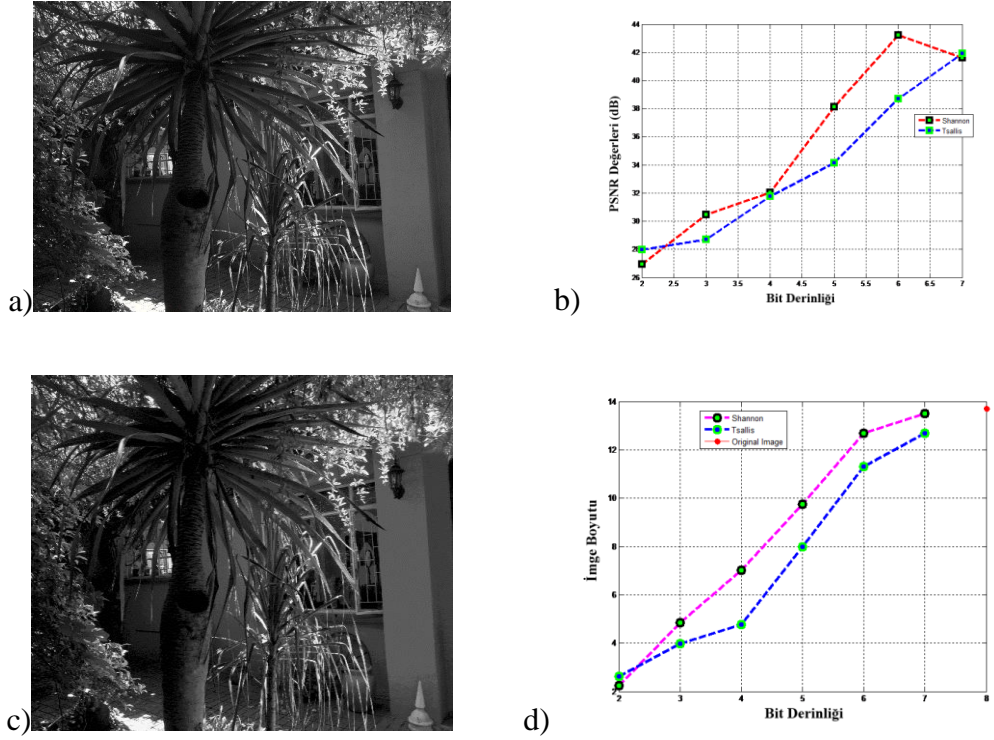 a)
b)
PSNR Değerleri (dB)
44
42
40
38
36
34
32
30
28
26
2 2.5 3 3.5 4 4.5 5 5.5 6 6.5 7
Bit Derinliği
Shannon
Tsallis
c)
d)
İmge Boyutu
14
12
10
8
6
4
2
2 3 4 5 6 7 8
Bit Derinliği
Shannon
Tsallis
Original Image